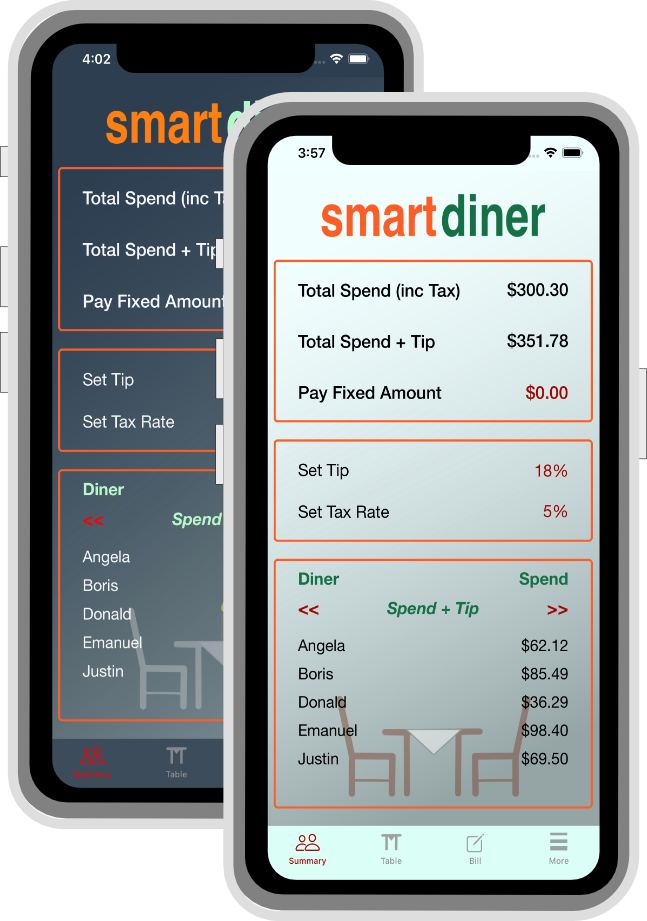 4:02
smart
Total Spend (inc
Total Spend + Tip
Pay Fixed Amount
Set Tip
Set Tax Rate
Diner
<< Spend
Angela
Boris
Donald
Emanuel
Justin
Summary Table
3:57
smartdiner
Total Spend (inc Tax) $300.30
Total Spend + Tip $351.78
Pay Fixed Amount $0.00
Set Tip 18%
Set Tax Rate 5%
Diner Spend
<< Spend + Tip >>
Angela $62.12
Boris $85.49
Donald $36.29
Emanuel $98.40
Justin $69.50
Summary Table Bill More